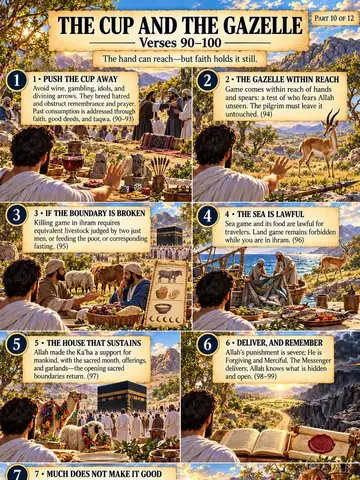 THE CUP AND THE GAZELLE
PART 10 OF 12
Verses 90–100
The hand can reach—but faith holds it still.
1
1 • PUSH THE CUP AWAY
Avoid wine, gambling, idols, and
divining arrows. They breed hatred
and obstruct remembrance and prayer.
Past consumption is addressed through
faith, good deeds, and taqwa. (90–93)
2
2 • THE GAZELLE WITHIN REACH
Game comes within reach of hands
and spears: a test of who fears Allah
unseen. The pilgrim must leave it
untouched. (94)
3
3 • IF THE BOUNDARY IS BROKEN
Killing game in ihram requires
equivalent livestock judged by two just
men, or feeding the poor, or corresponding
fasting. (95)
4
4 • THE SEA IS LAWFUL
Sea game and its food are lawful for
travelers. Land game remains forbidden
while you are in ihram. (96)
5
5 • THE HOUSE THAT SUSTAINS
Allah made the Ka'ba a support for
mankind, with the sacred month, offerings,
and garlands—the opening sacred
boundaries return. (97)
6
6 • DELIVER, AND REMEMBER
Allah's punishment is severe; He is
Forgiving and Merciful. The Messenger
delivers; Allah knows what is hidden
and open. (98–99)
7
7 • MUCH DOES NOT MAKE IT GOOD